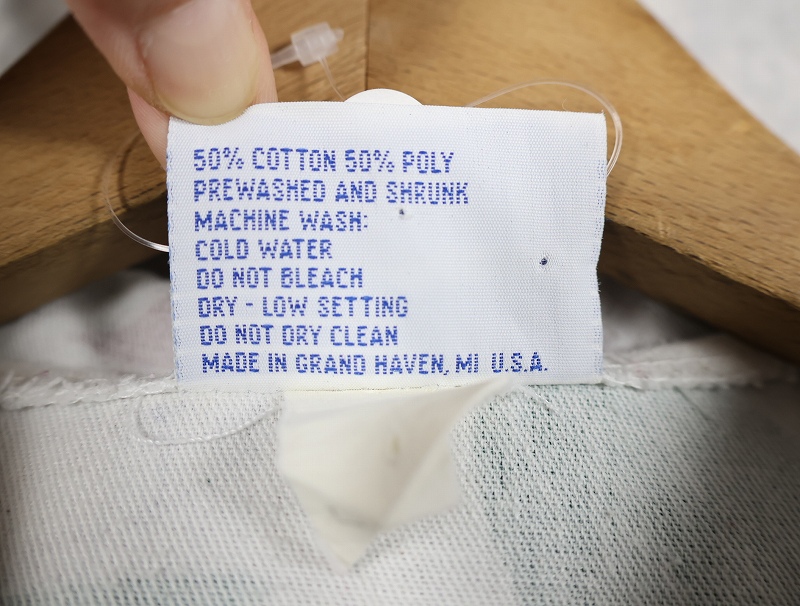 50% COTTON 50% POLY
PREWASHED AND SHRUNK
MACHINE WASH:
COLD WATER
DO NOT BLEACH
DRY - LOW SETTING
DO NOT DRY CLEAN
MADE IN GRAND HAVEN, MI U.S.A.